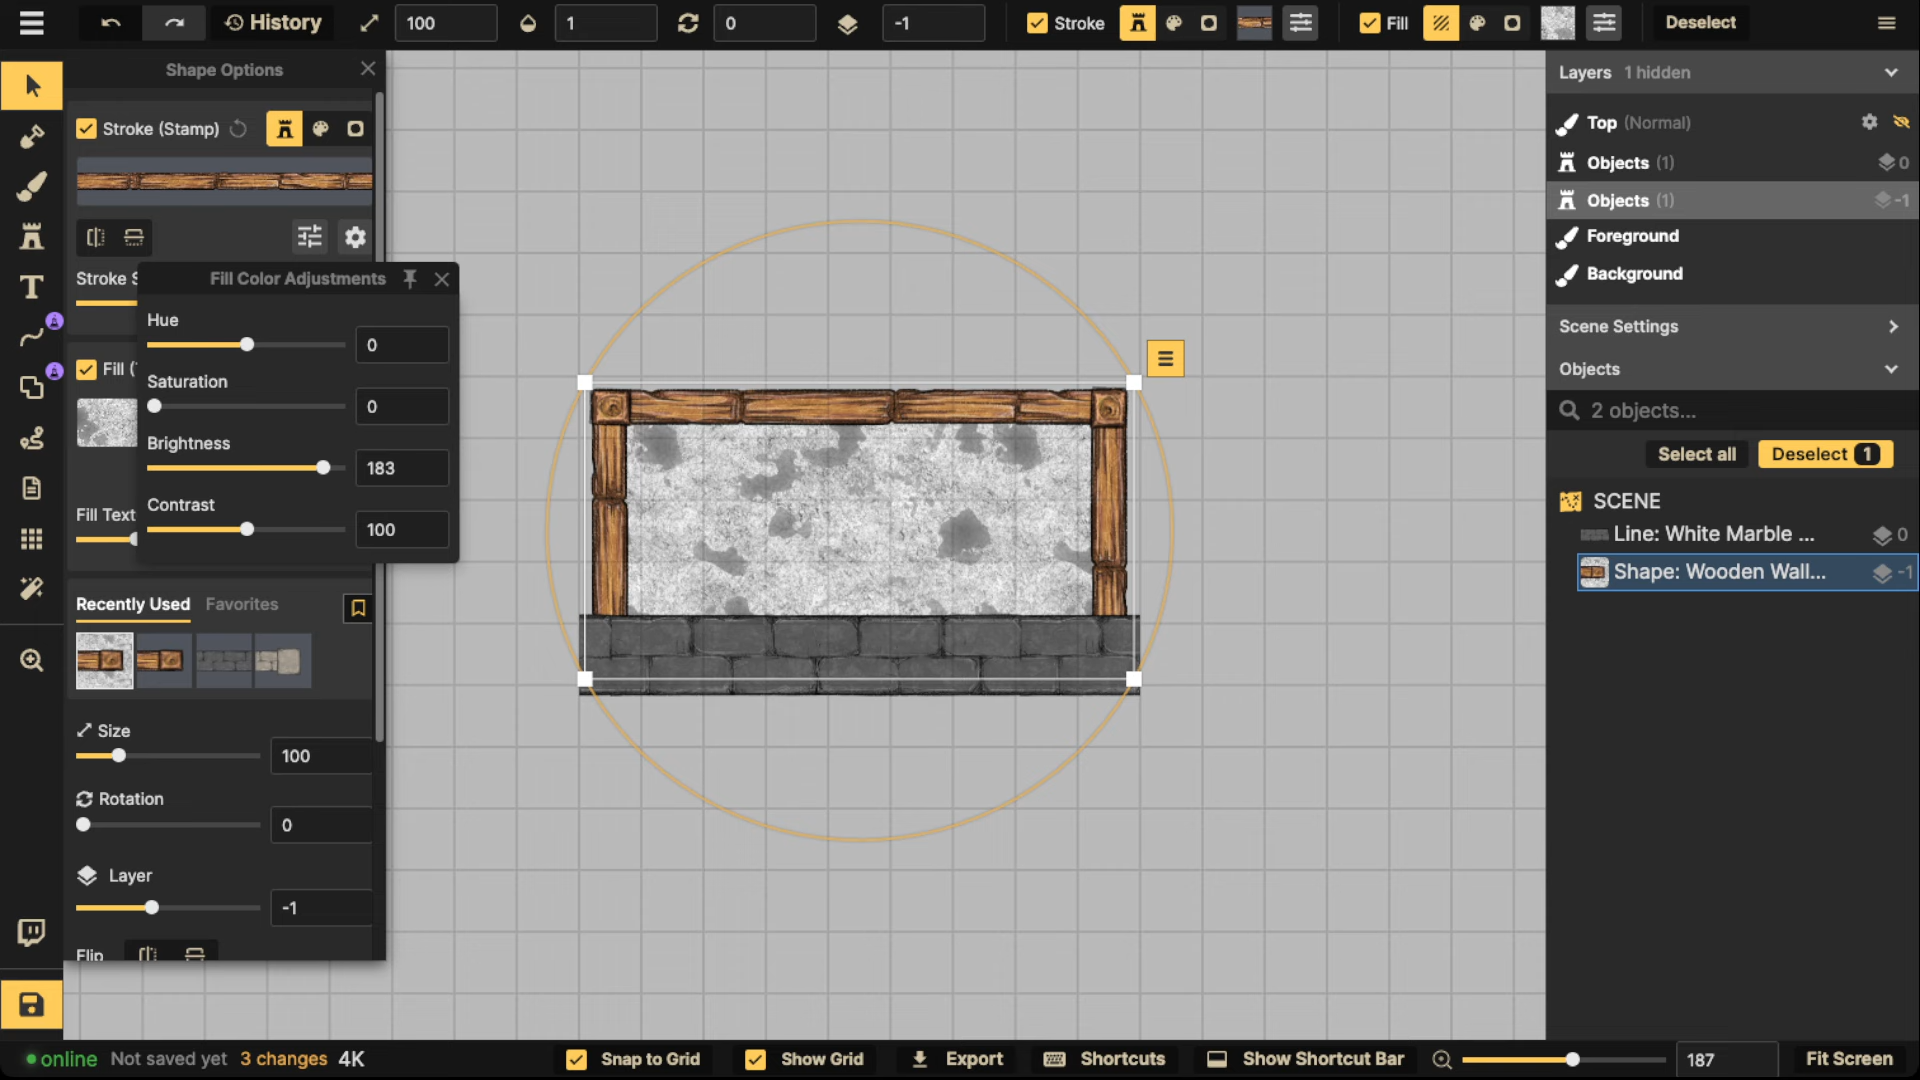 History
100
1
0
-1
Stroke
Fill
Deselect
Shape Options
Stroke (Stamp)
Stroke S
Fill (
Fill Text
Fill Color Adjustments
Hue
0
Saturation
0
Brightness
183
Contrast
100
Recently Used
Favorites
Size
100
Rotation
0
Layer
-1
Flip
Layers 1 hidden
Top (Normal)
Objects (1)
0
Objects (1)
-1
Foreground
Background
Scene Settings
Objects
2 objects...
Select all
Deselect 1
SCENE
Line: White Marble ...
0
Shape: Wooden Wall...
-1
online
Not saved yet
3 changes
4K
Snap to Grid
Show Grid
Export
Shortcuts
Show Shortcut Bar
187
Fit Screen